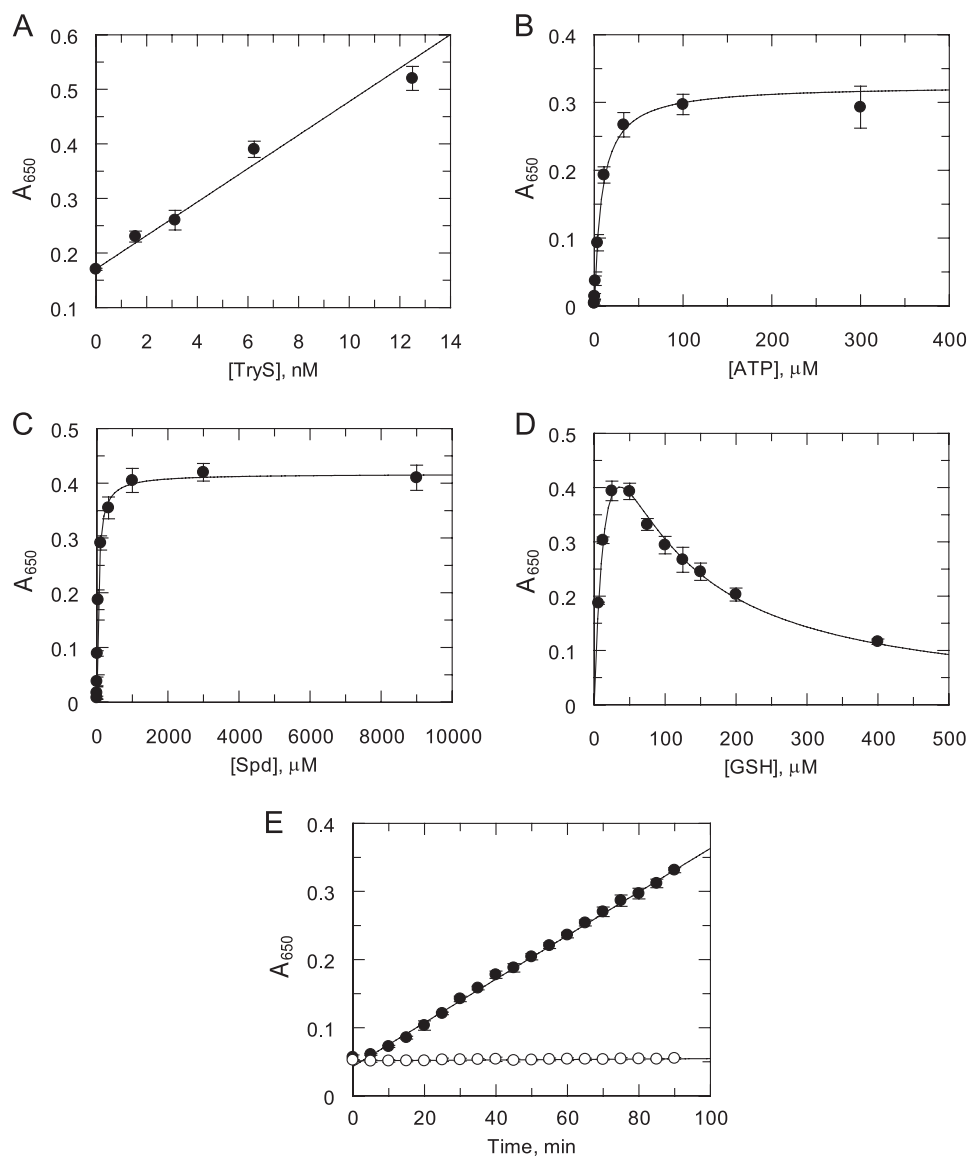 A
0.6
0.5
0.4
0.3
0.2
0.1
A650
0 2 4 6 8 10 12 14
[TryS], nM
B
0.4
0.3
0.2
0.1
0
A650
0 100 200 300 400
[ATP], μM
C
0.5
0.4
0.3
0.2
0.1
0
A650
0 2000 4000 6000 8000 10000
[Spd], μM
D
0.5
0.4
0.3
0.2
0.1
0
A650
0 100 200 300 400 500
[GSH], μM
E
0.4
0.3
0.2
0.1
0
A650
0 20 40 60 80 100
Time, min